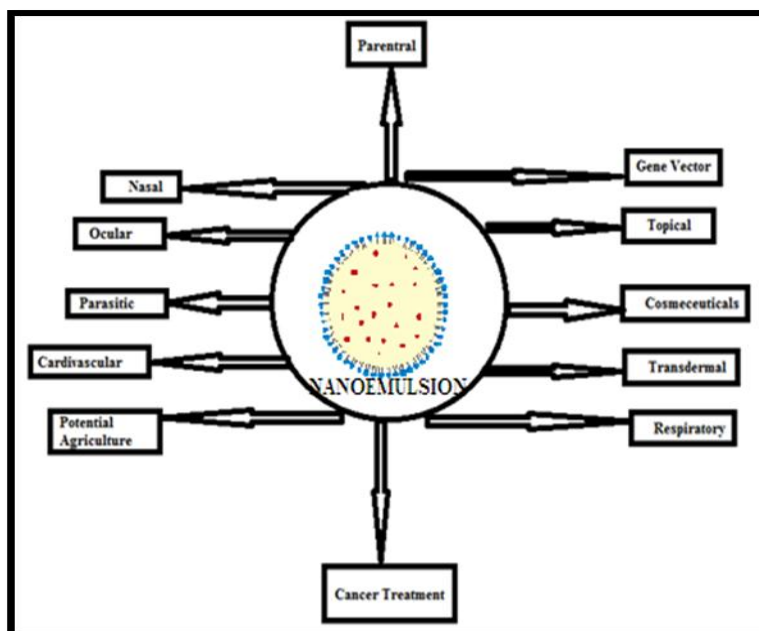 Parentral
Gene Vector
Nasal
Topical
Ocular
Parasitic
Cosmeceuticals
NANOEMULSION
Cardivascular
Transdermal
Potential
Agriculture
Respiratory
Cancer Treatment